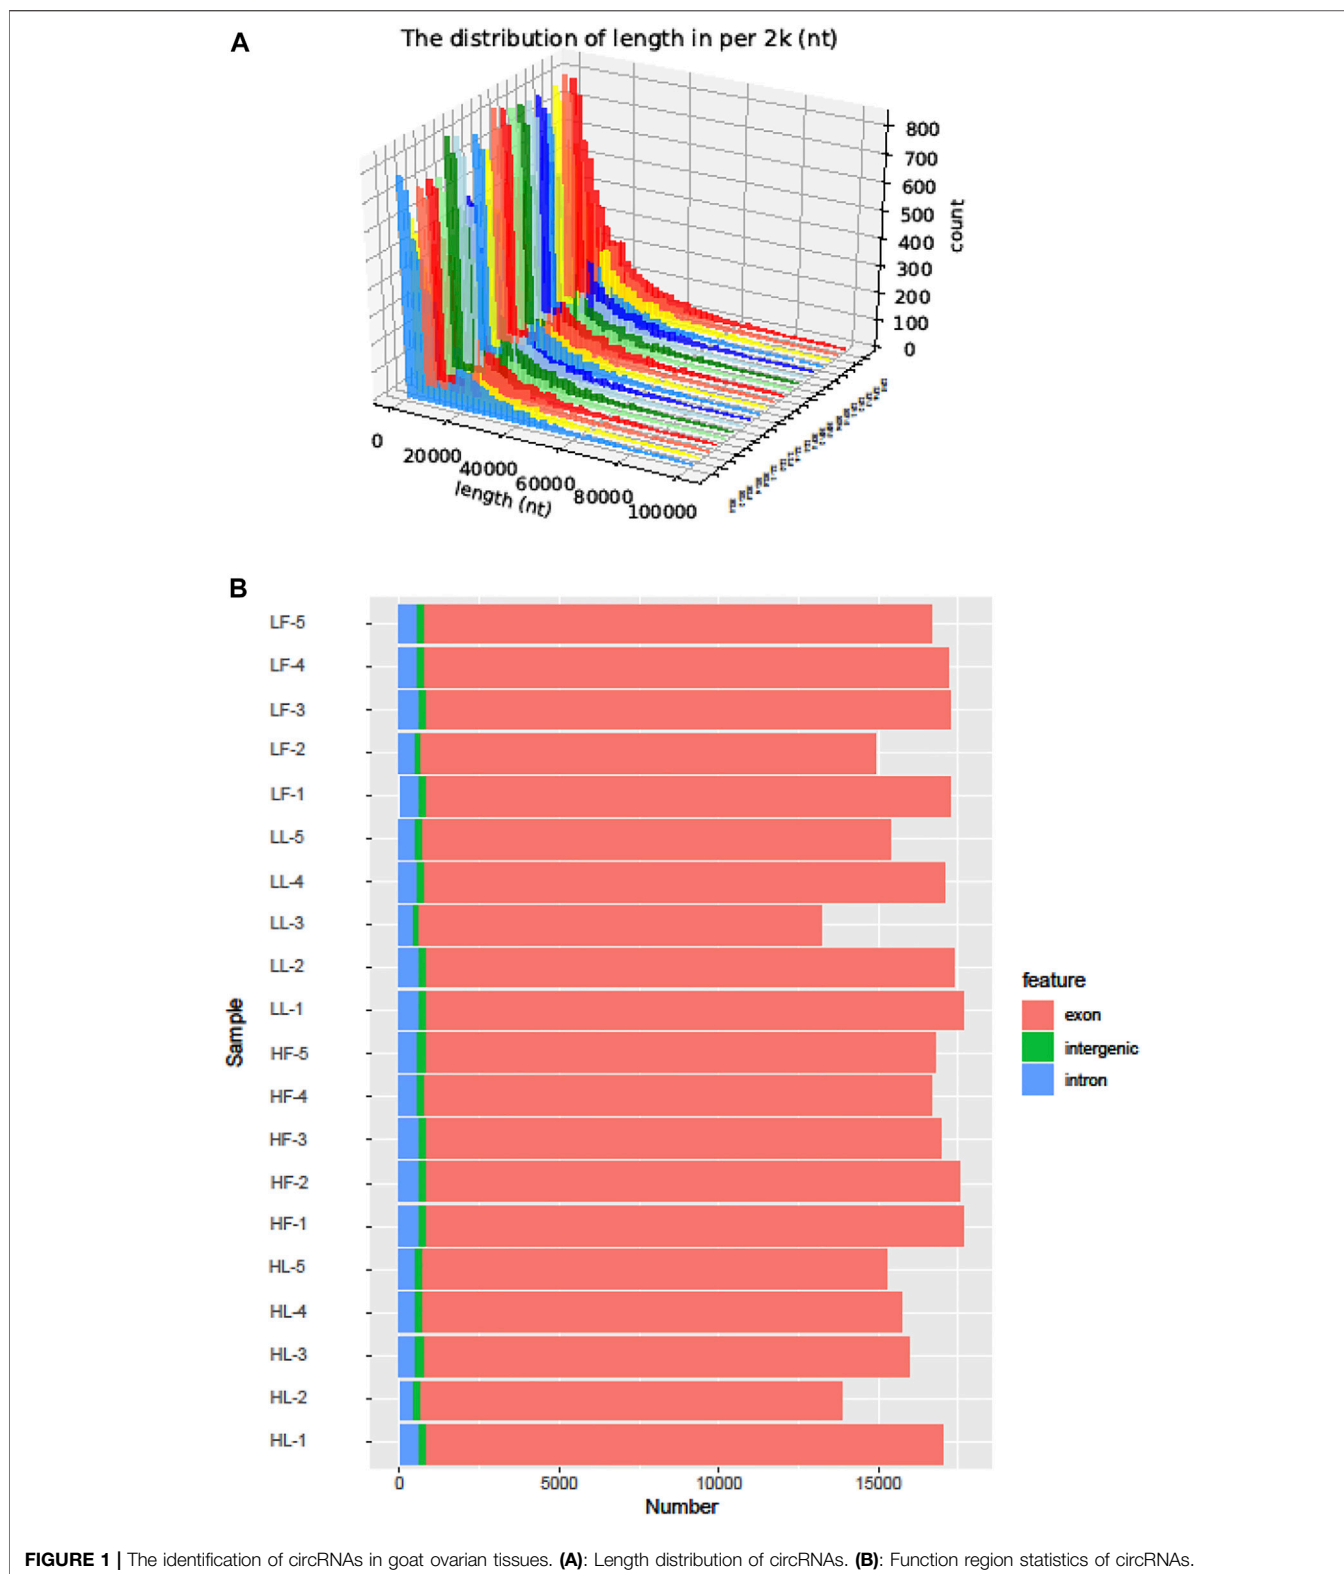 A
The distribution of length in per 2k (nt)
800
700
600
500
400
300
200
100
0
count
0
20000
40000
60000
80000
100000
length (nt)
B
LF-5
LF-4
LF-3
LF-2
LF-1
LL-5
LL-4
LL-3
LL-2
LL-1
HF-5
HF-4
HF-3
HF-2
HF-1
HL-5
HL-4
HL-3
HL-2
HL-1
Sample
0 5000 10000 15000
Number
feature
exon
intergenic
intron
FIGURE 1 | The identification of circRNAs in goat ovarian tissues. (A): Length distribution of circRNAs. (B): Function region statistics of circRNAs.